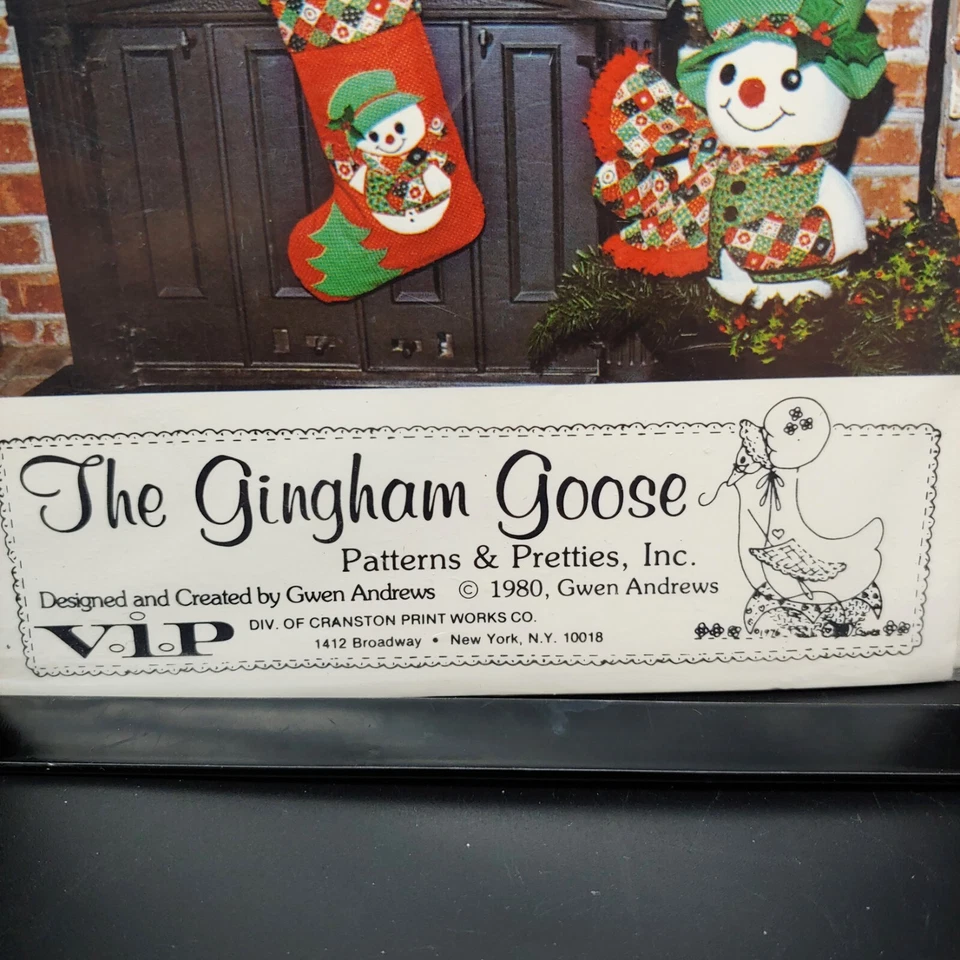 The Gingham Goose
Patterns & Pretties, Inc.
Designed and Created by Gwen Andrews © 1980, Gwen Andrews
V.I.P DIV. OF CRANSTON PRINT WORKS CO.
1412 Broadway • New York, N.Y. 10018